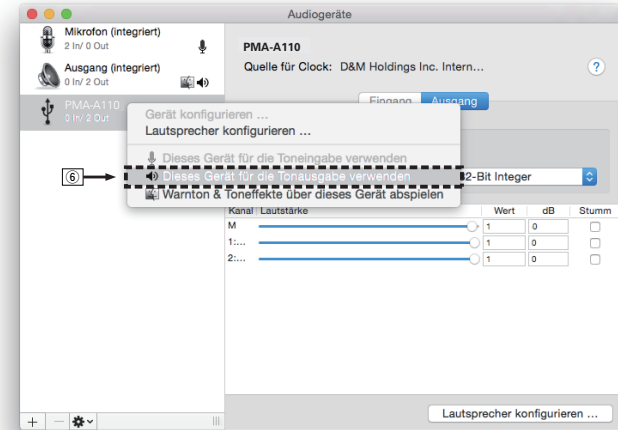 Audiogeräte
Mikrofon (integriert)
2 In/ 0 Out
Ausgang (integriert)
0 In/ 2 Out
PMA-A110
0 In/ 2 Out
PMA-A110
Quelle für Clock: D&M Holdings Inc. Intern...
?
Eingang Ausgang
Gerät konfigurieren ...
Lautsprecher konfigurieren ...
Dieses Gerät für die Toneingabe verwenden
⑥ Dieses Gerät für die Tonausgabe verwenden
2-Bit Integer
Warnton & Toneffekte über dieses Gerät abspielen
Kanal Lautstärke Wert dB Stumm
M 1 0
1:... 1 0
2:... 1 0
Lautsprecher konfigurieren ...